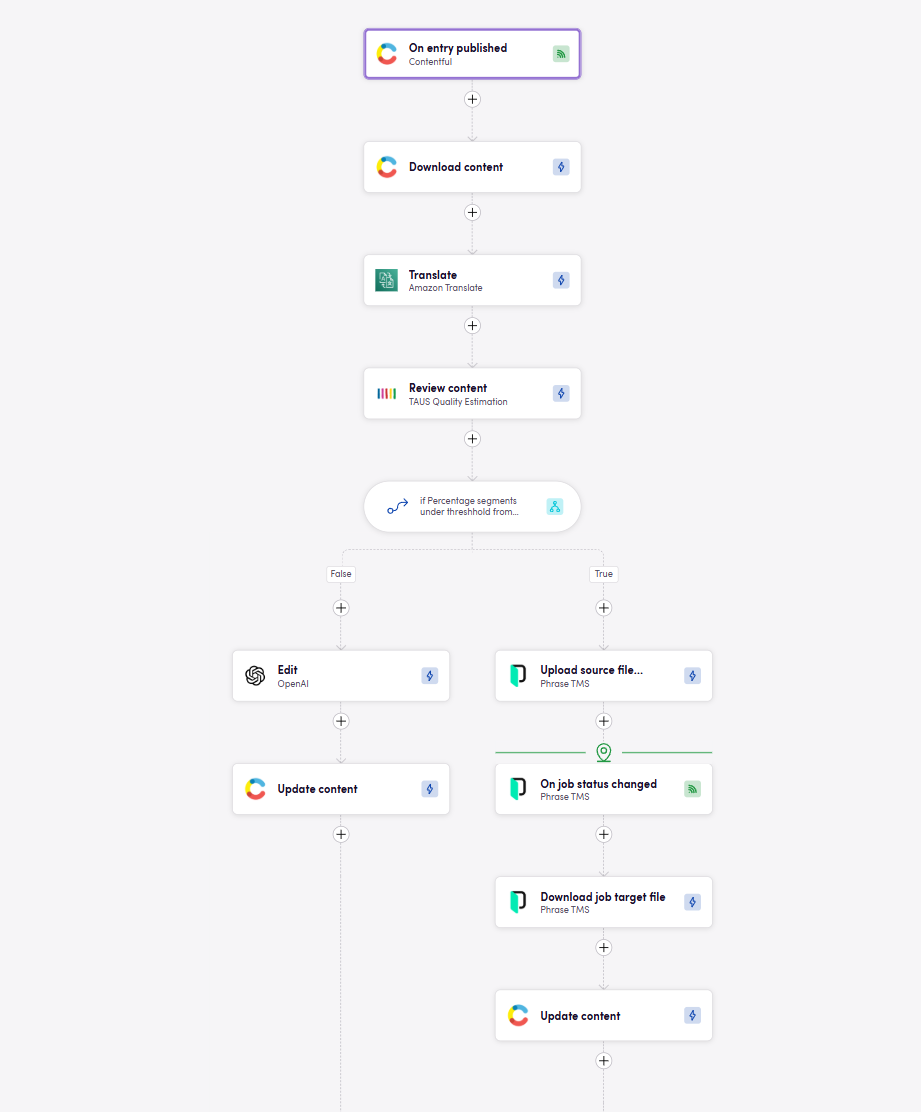 On entry published
Contentful
Download content
Translate
Amazon Translate
Review content
TAUS Quality Estimation
if Percentage segments
under threshhold from...
False
True
Edit
OpenAI
Upload source file...
Phrase TMS
Update content
On job status changed
Phrase TMS
Download job target file
Phrase TMS
Update content